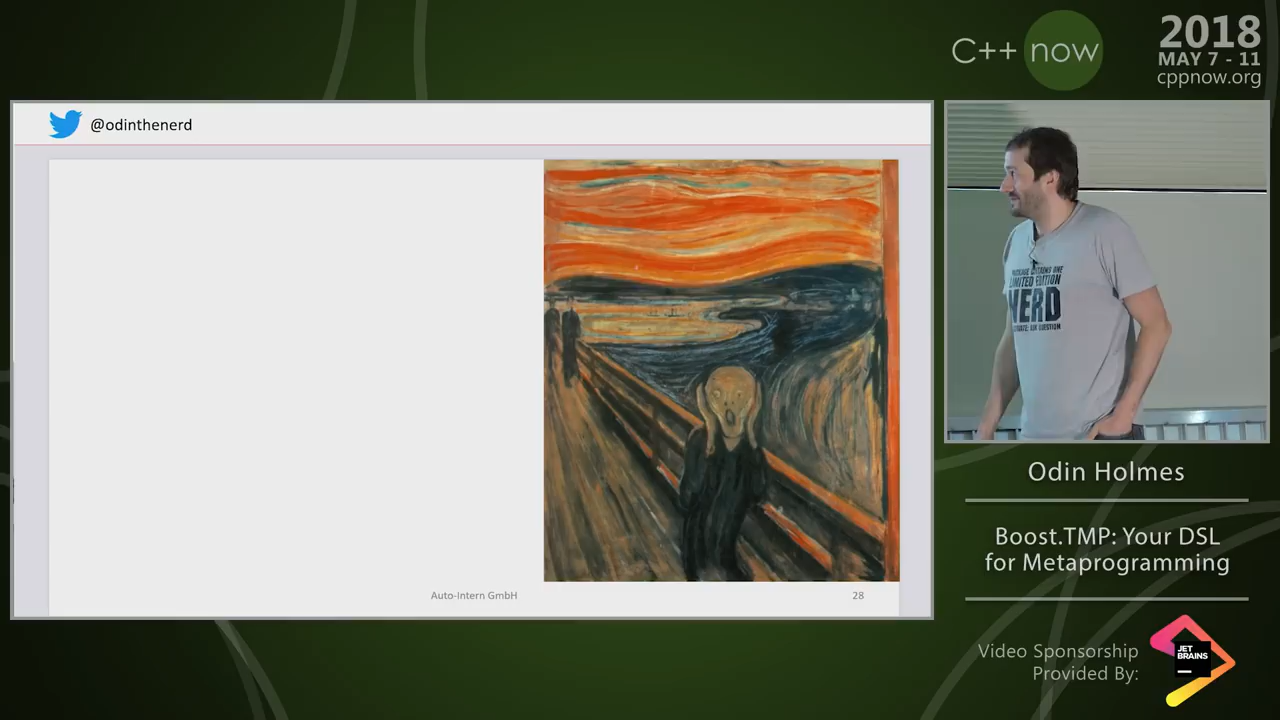 C++ now
2018
MAY 7 - 11
cppnow.org
@odinthenerd
LIMITED EDITION
NERD
Auto-Intern GmbH
28
Odin Holmes
Boost.TMP: Your DSL
for Metaprogramming
Video Sponsorship
Provided By:
JET
BRAINS